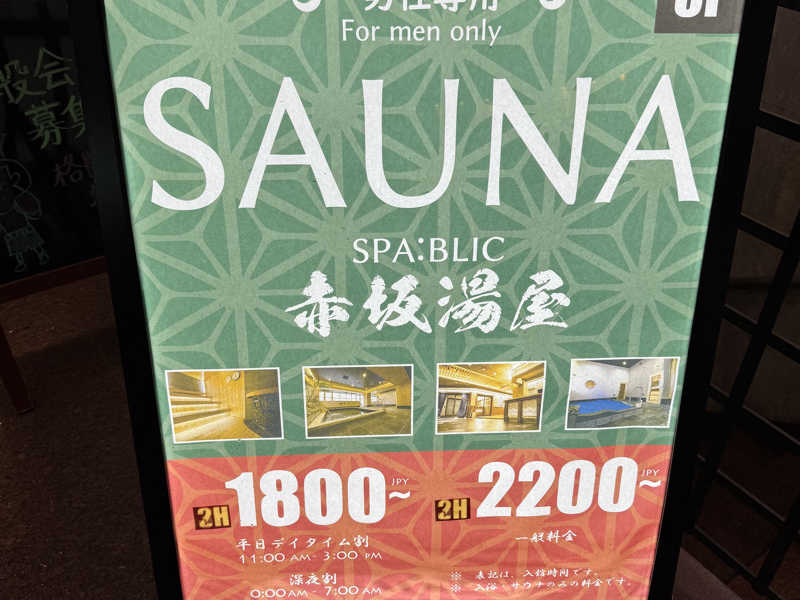 男性専用
For men only
SAUNA
SPA:BLIC
赤坂湯屋
2H 1800 JPY~
平日デイタイム割
11:00 AM - 3:00 PM
深夜割
0:00 AM - 7:00 AM
2H 2200 JPY~
一般料金
※ 表記は、入館時間です。
※ 入浴・サウナのみの料金です。
募集